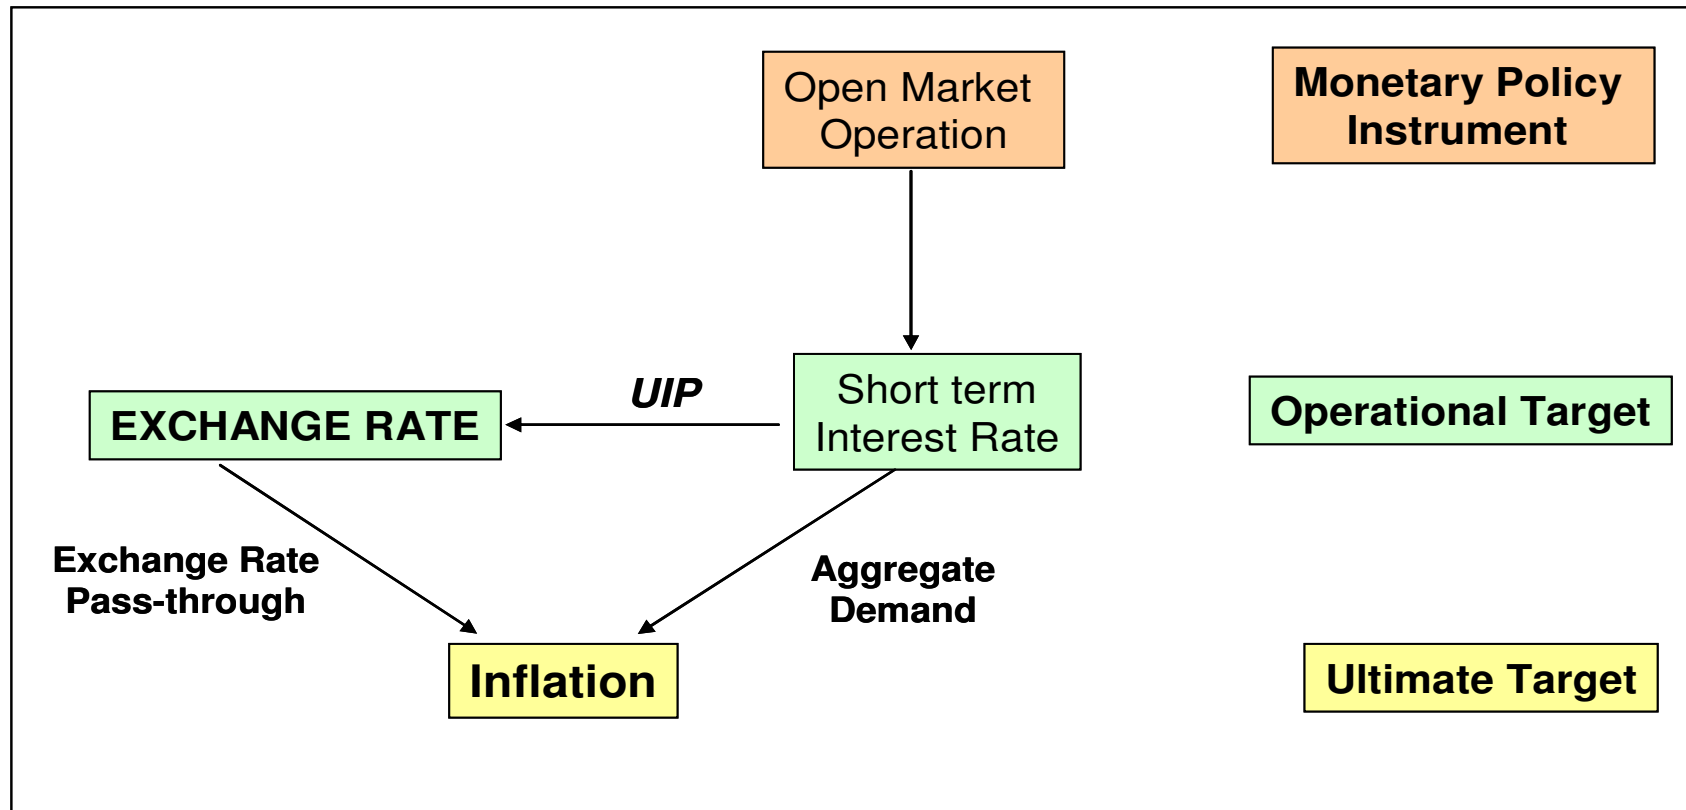 Open Market
Operation
Monetary Policy
Instrument
UIP
EXCHANGE RATE
Short term
Interest Rate
Operational Target
Exchange Rate
Pass-through
Aggregate
Demand
Inflation
Ultimate Target